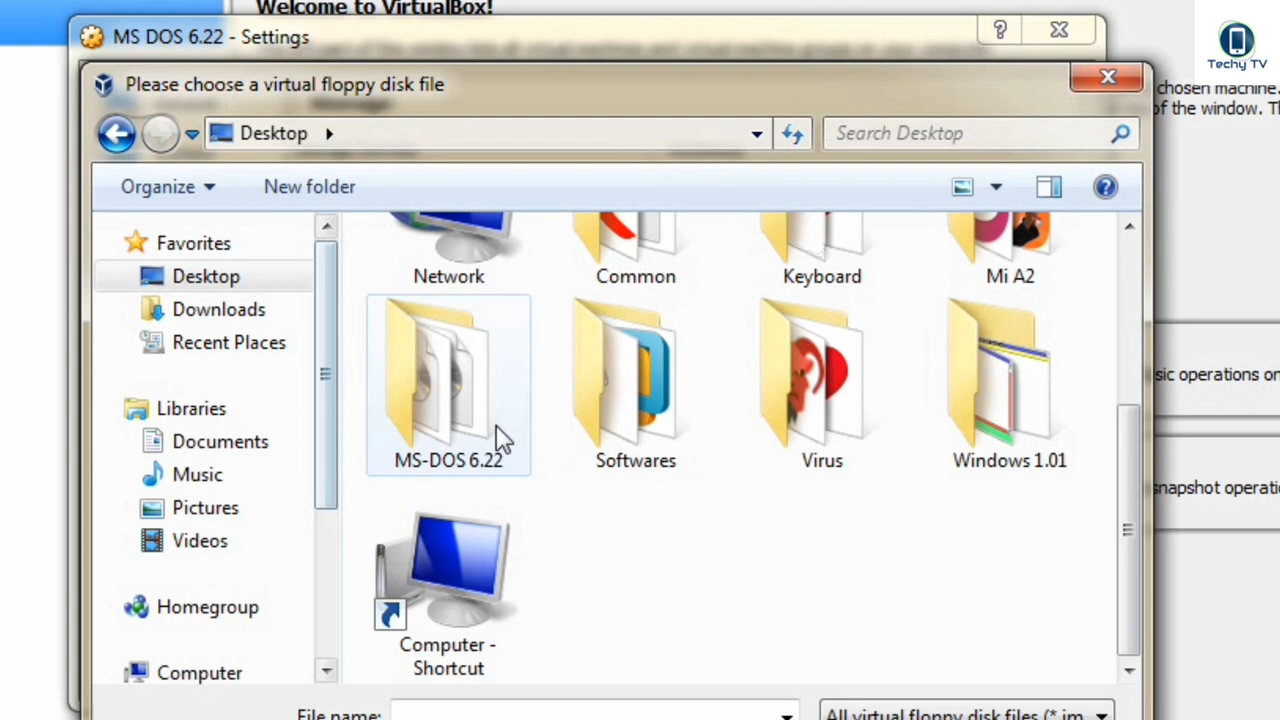 Welcome to VirtualBox!
MS DOS 6.22 - Settings
?
Techy TV
Please choose a virtual floppy disk file
chosen machine.
of the window. Th
Desktop
Search Desktop
Organize
New folder
?
Favorites
Desktop
Downloads
Recent Places
Libraries
Documents
Music
Pictures
Videos
Homegroup
Computer
Network
Common
Keyboard
Mi A2
MS-DOS 6.22
Softwares
Virus
Windows 1.01
Computer -
Shortcut
sic operations on
snapshot operatio
File name:
All virtual floppy disk files (*.im